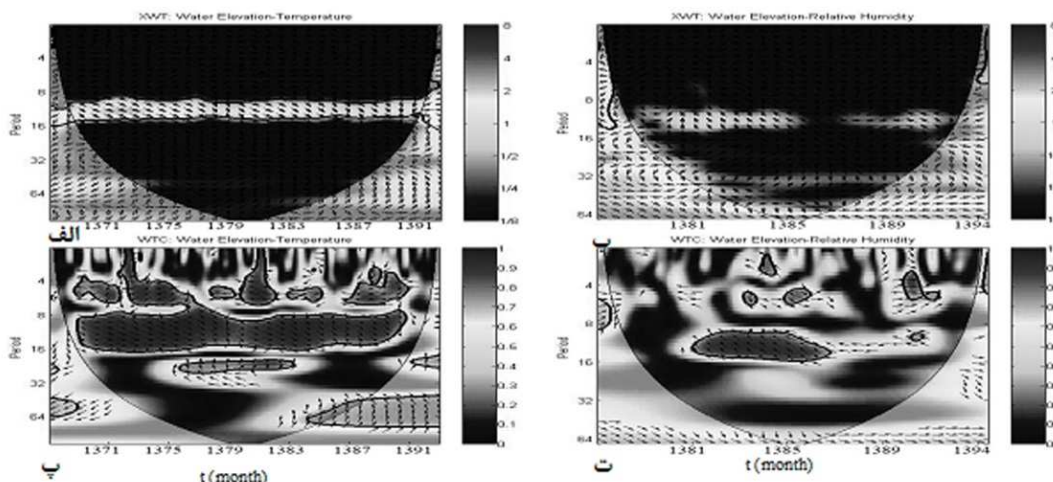 XWT: Water Elevation-Temperature
8
4
2
1
1/2
1/4
1/8
Period
4
8
16
32
64
1371 1375 1379 1383 1387 1391
الف
XWT: Water Elevation-Relative Humidity
8
4
2
1
Period
4
8
16
32
64
1381 1385 1389 1394
ب
WTC: Water Elevation-Temperature
1
0.9
0.8
0.7
0.6
0.5
0.4
0.3
0.2
0.1
0
Period
4
8
16
32
64
1371 1375 1379 1383 1387 1391
t (month)
پ
WTC: Water Elevation-Relative Humidity
Period
4
8
16
32
64
1381 1385 1389 1394
t (month)
ت